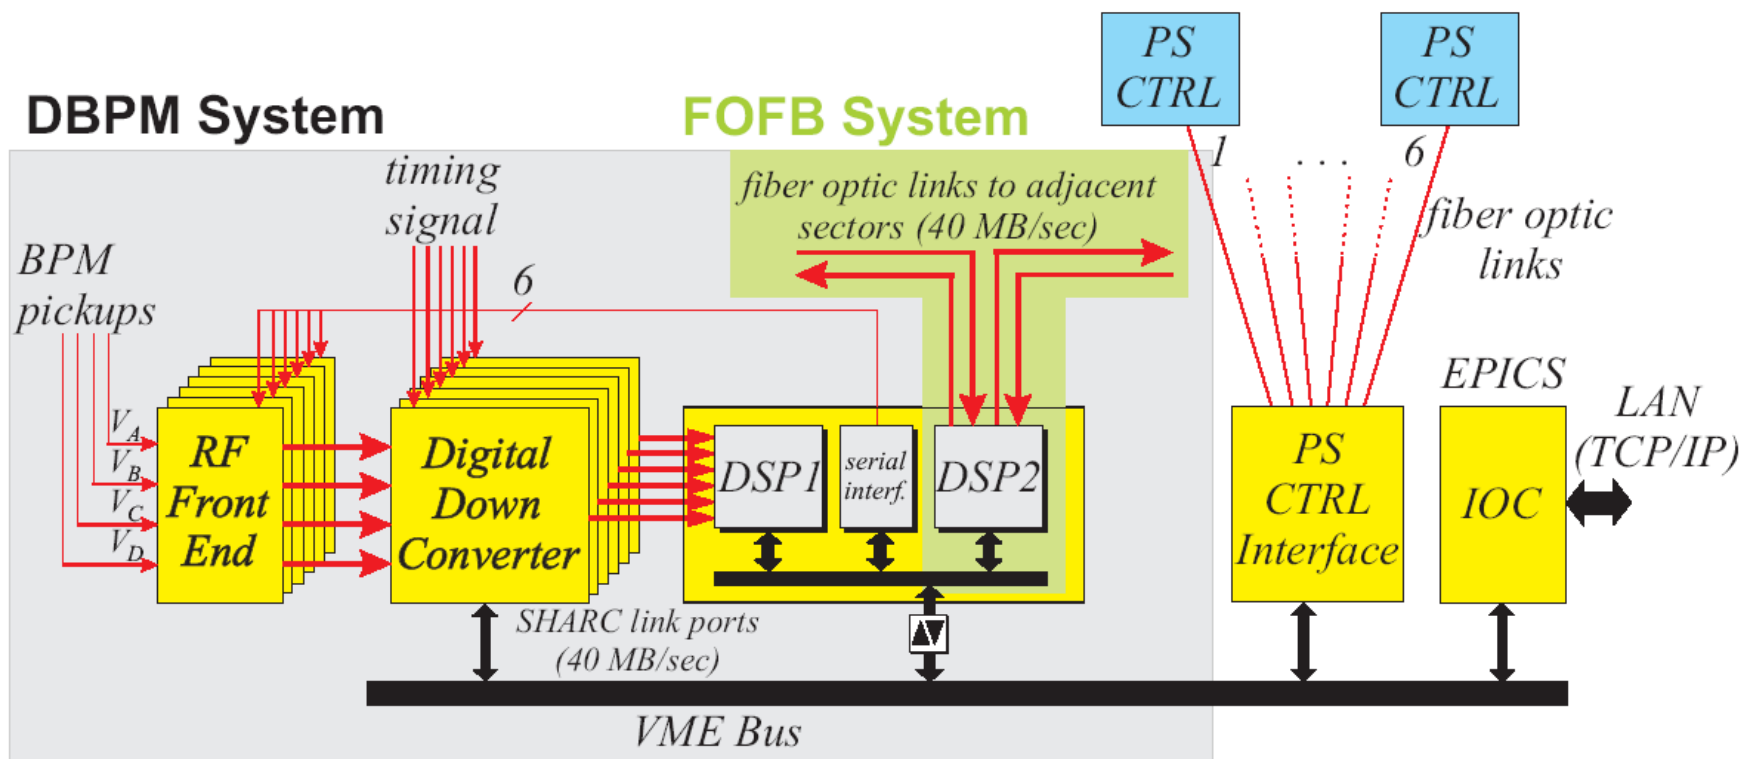 DBPM System
FOFB System
PS
CTRL
PS
CTRL
1 . . . 6
fiber optic
links
timing
signal
fiber optic links to adjacent
sectors (40 MB/sec)
BPM
pickups
6
VA
VB
VC
VD
RF
Front
End
Digital
Down
Converter
DSP1
serial
interf.
DSP2
PS
CTRL
Interface
EPICS
IOC
LAN
(TCP/IP)
SHARC link ports
(40 MB/sec)
VME Bus